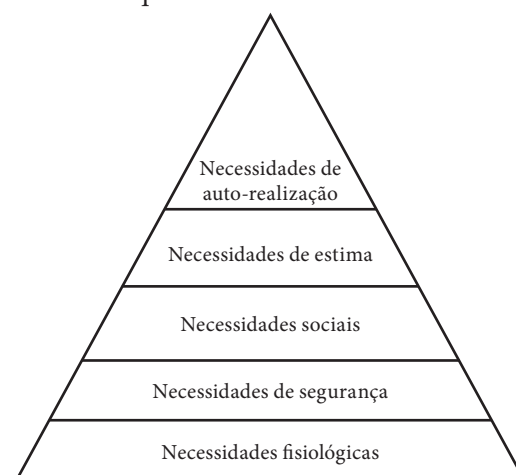 Necessidades de
auto-realização
Necessidades de estima
Necessidades sociais
Necessidades de segurança
Necessidades fisiológicas